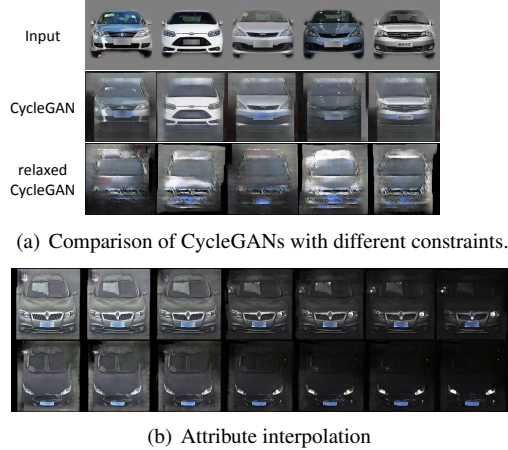 Input
CycleGAN
relaxed
CycleGAN
(a) Comparison of CycleGANs with different constraints.
(b) Attribute interpolation